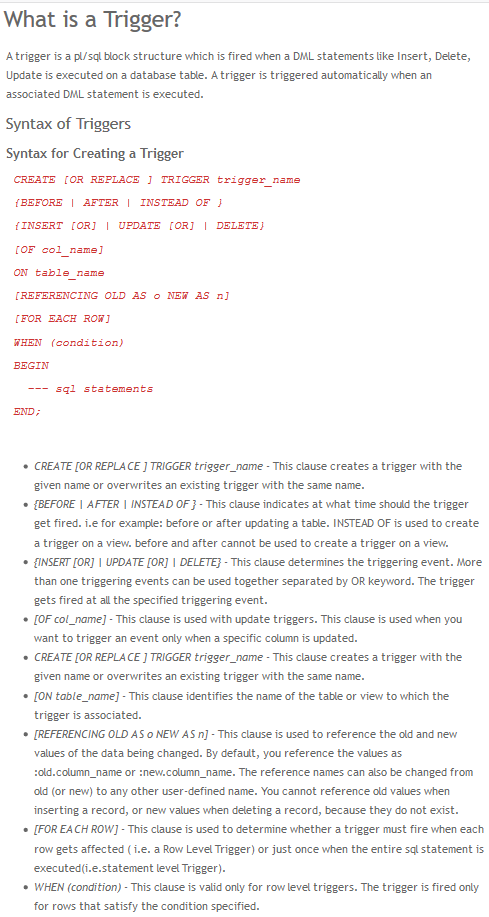 What is a Trigger?
A trigger is a pl/sql block structure which is fired when a DML statements like Insert, Delete,
Update is executed on a database table. A trigger is triggered automatically when an
associated DML statement is executed.
Syntax of Triggers
Syntax for Creating a Trigger
CREATE [OR REPLACE ] TRIGGER trigger_name
{BEFORE | AFTER | INSTEAD OF }
{INSERT [OR] | UPDATE [OR] | DELETE}
[OF col_name]
ON table_name
[REFERENCING OLD AS o NEW AS n]
[FOR EACH ROW]
WHEN (condition)
BEGIN
--- sql statements
END;
• CREATE [OR REPLACE ] TRIGGER trigger_name - This clause creates a trigger with the
given name or overwrites an existing trigger with the same name.
• {BEFORE | AFTER | INSTEAD OF } - This clause indicates at what time should the trigger
get fired. i.e for example: before or after updating a table. INSTEAD OF is used to create
a trigger on a view. before and after cannot be used to create a trigger on a view.
• {INSERT [OR] | UPDATE [OR] | DELETE} - This clause determines the triggering event. More
than one triggering events can be used together separated by OR keyword. The trigger
gets fired at all the specified triggering event.
• [OF col_name] - This clause is used with update triggers. This clause is used when you
want to trigger an event only when a specific column is updated.
• CREATE [OR REPLACE ] TRIGGER trigger_name - This clause creates a trigger with the
given name or overwrites an existing trigger with the same name.
• [ON table_name] - This clause identifies the name of the table or view to which the
trigger is associated.
• [REFERENCING OLD AS o NEW AS n] - This clause is used to reference the old and new
values of the data being changed. By default, you reference the values as
:old.column_name or :new.column_name. The reference names can also be changed from
old (or new) to any other user-defined name. You cannot reference old values when
inserting a record, or new values when deleting a record, because they do not exist.
• [FOR EACH ROW] - This clause is used to determine whether a trigger must fire when each
row gets affected ( i.e. a Row Level Trigger) or just once when the entire sql statement is
executed(i.e.statement level Trigger).
• WHEN (condition) - This clause is valid only for row level triggers. The trigger is fired only
for rows that satisfy the condition specified.